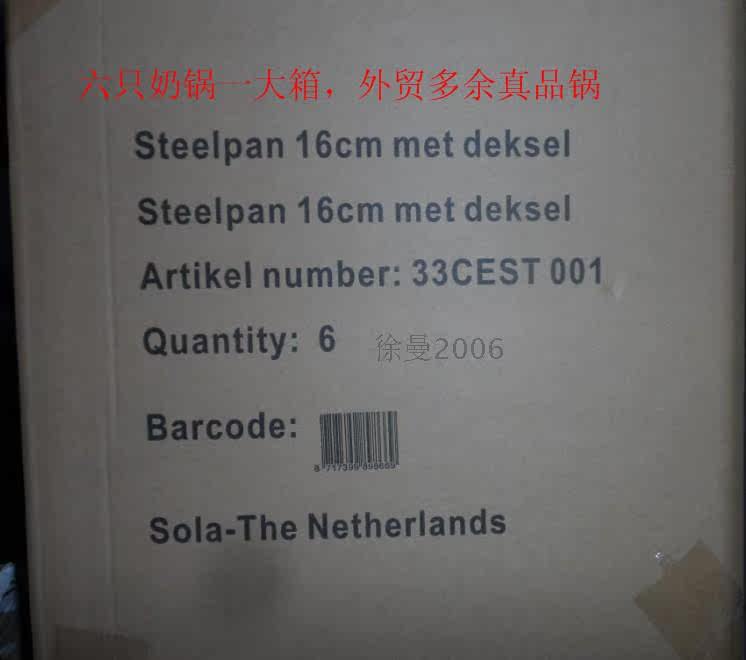 六只奶锅一大箱，外贸多余真品锅
Steelpan 16cm met deksel
Steelpan 16cm met deksel
Artikel number: 33CEST 001
Quantity: 6
徐曼2006
Barcode:
Sola-The Netherlands